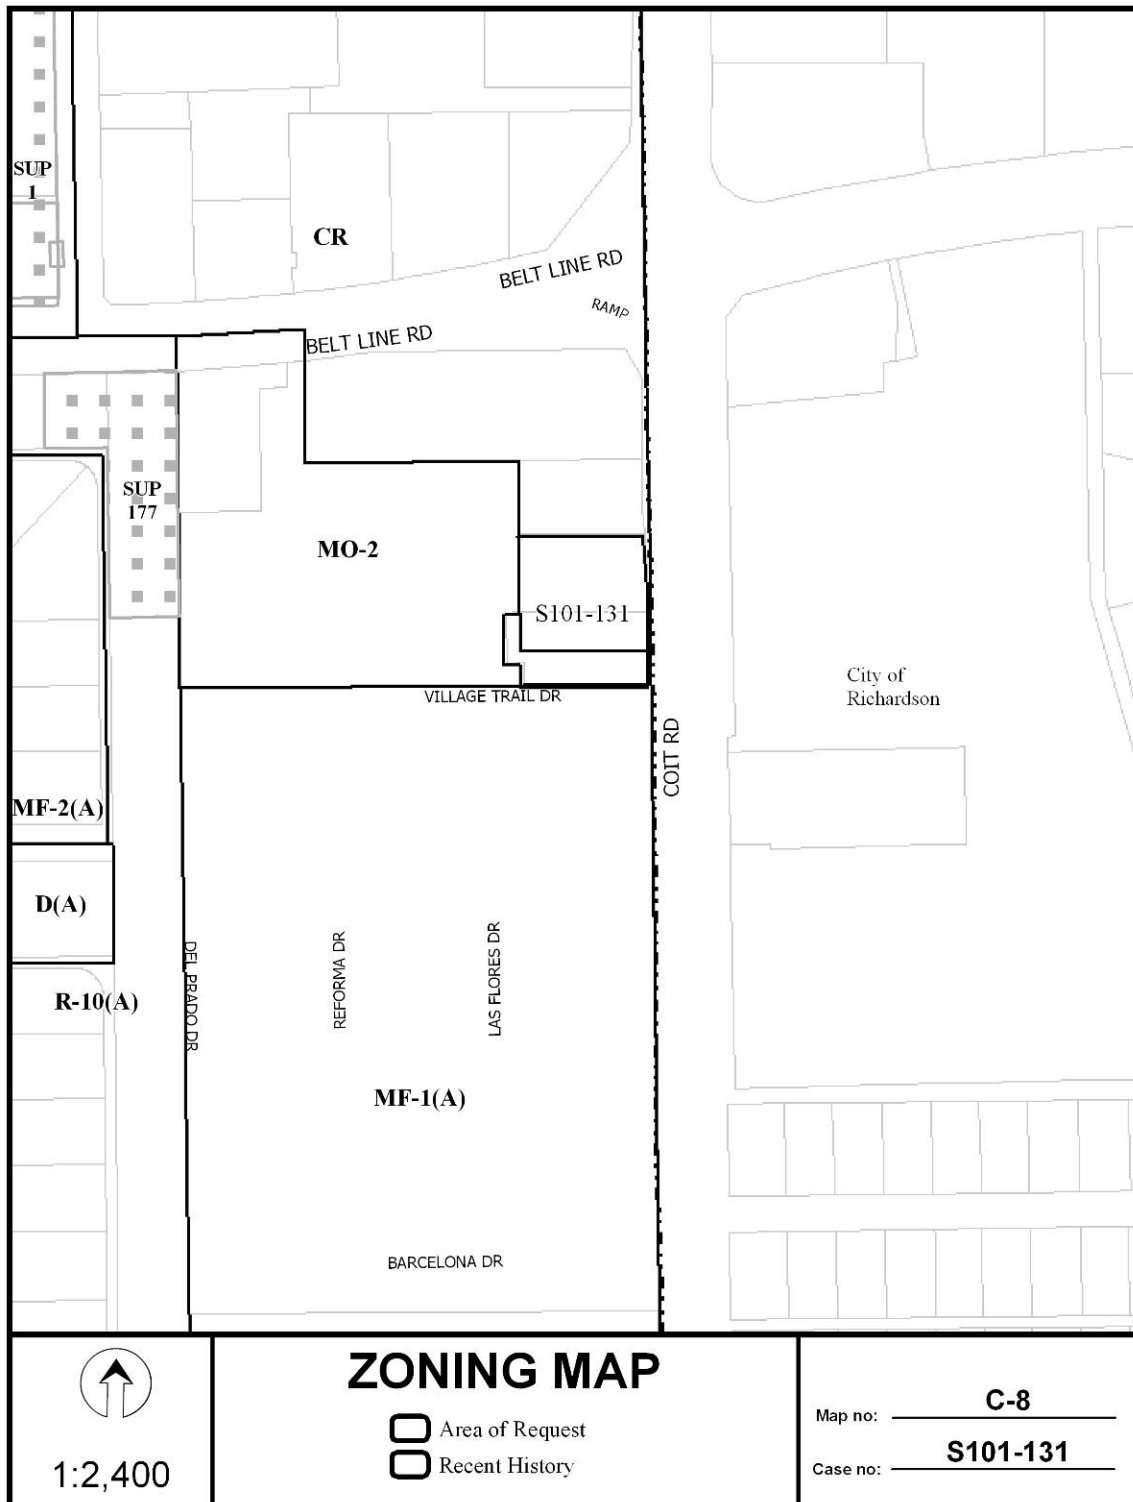 SUP
1
CR
BELT LINE RD
RAMP
BELT LINE RD
SUP
177
MO-2
S101-131
City of
Richardson
VILLAGE TRAIL DR
COIT RD
MF-2(A)
D(A)
R-10(A)
DEL PRADO DR
REFORMA DR
LAS FLORES DR
MF-1(A)
BARCELONA DR
1:2,400
ZONING MAP
Area of Request
Recent History
Map no: C-8
Case no: S101-131